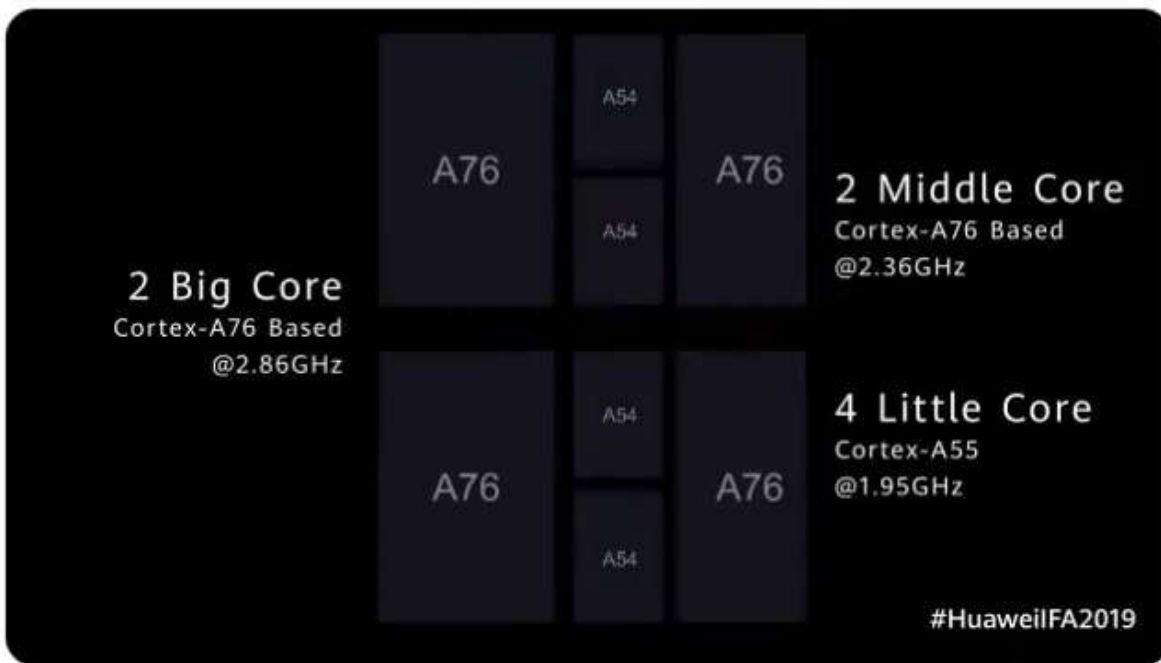 A76
A54
A76
A54
2 Middle Core
Cortex-A76 Based
@2.36GHz
2 Big Core
Cortex-A76 Based
@2.86GHz
A76
A54
A76
A54
4 Little Core
Cortex-A55
@1.95GHz
#HuaweiIFA2019